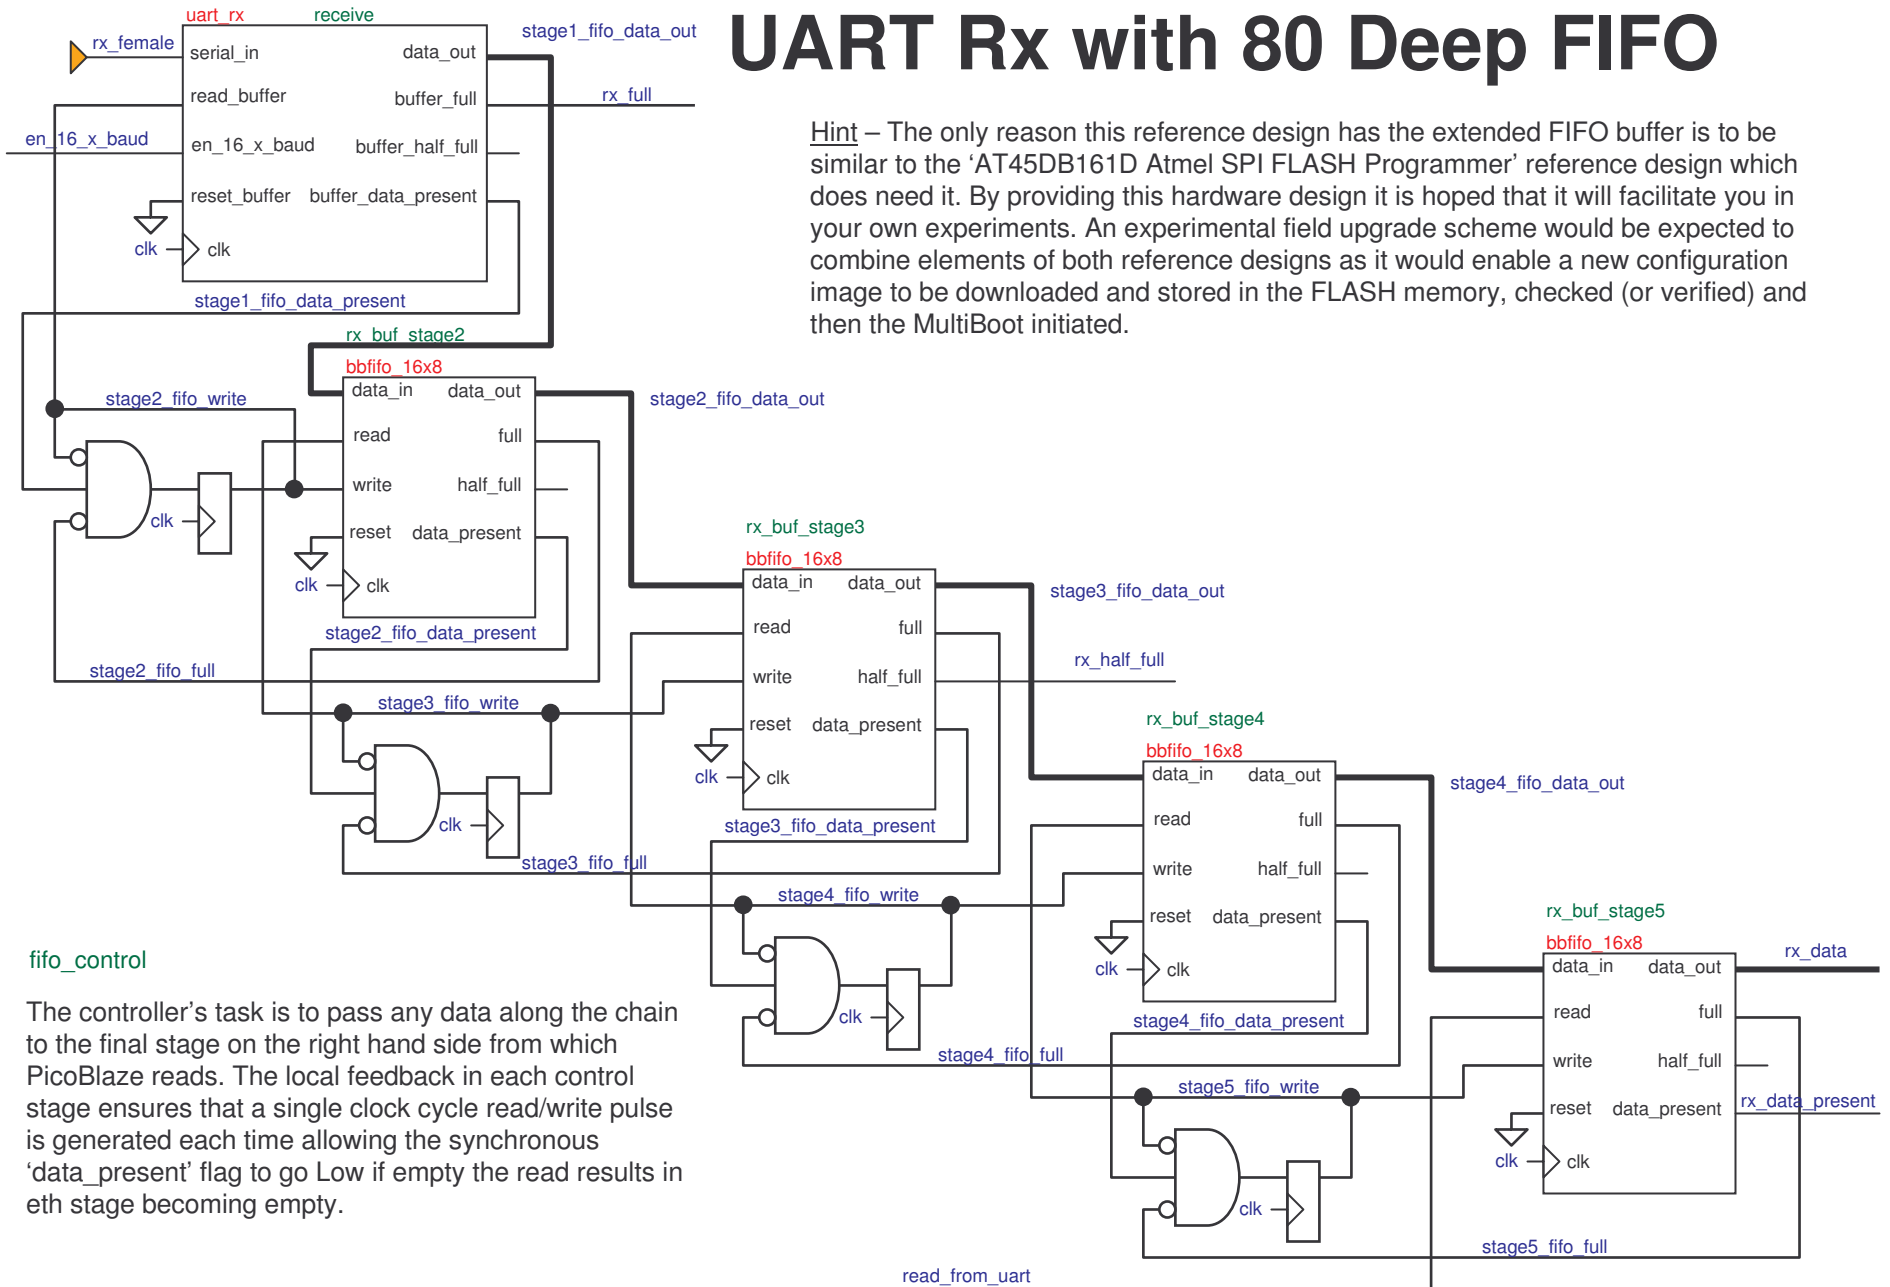 UART Rx with 80 Deep FIFO
Hint – The only reason this reference design has the extended FIFO buffer is to be
similar to the ‘AT45DB161D Atmel SPI FLASH Programmer’ reference design which
does need it. By providing this hardware design it is hoped that it will facilitate you in
your own experiments. An experimental field upgrade scheme would be expected to
combine elements of both reference designs as it would enable a new configuration
image to be downloaded and stored in the FLASH memory, checked (or verified) and
then the MultiBoot initiated.
uart_rx receive
stage1_fifo_data_out
rx_female
serial_in data_out
read_buffer buffer_full
rx_full
en_16_x_baud
en_16_x_baud buffer_half_full
reset_buffer buffer_data_present
clk clk
stage1_fifo_data_present
rx_buf_stage2
bbfifo_16x8
data_in data_out
stage2_fifo_write
stage2_fifo_data_out
read full
write half_full
clk
reset data_present
clk clk
stage2_fifo_data_present
stage2_fifo_full
rx_buf_stage3
bbfifo_16x8
data_in data_out
stage3_fifo_data_out
read full
rx_half_full
write half_full
stage3_fifo_write
reset data_present
clk clk
clk
stage3_fifo_data_present
stage3_fifo_full
rx_buf_stage4
bbfifo_16x8
data_in data_out
stage4_fifo_data_out
read full
write half_full
stage4_fifo_write
reset data_present
clk clk
clk
stage4_fifo_data_present
stage4_fifo_full
rx_buf_stage5
bbfifo_16x8
data_in data_out
rx_data
read full
write half_full
stage5_fifo_write
reset data_present
rx_data_present
clk clk
clk
stage5_fifo_full
read_from_uart
fifo_control
The controller’s task is to pass any data along the chain
to the final stage on the right hand side from which
PicoBlaze reads. The local feedback in each control
stage ensures that a single clock cycle read/write pulse
is generated each time allowing the synchronous
‘data_present’ flag to go Low if empty the read results in
eth stage becoming empty.